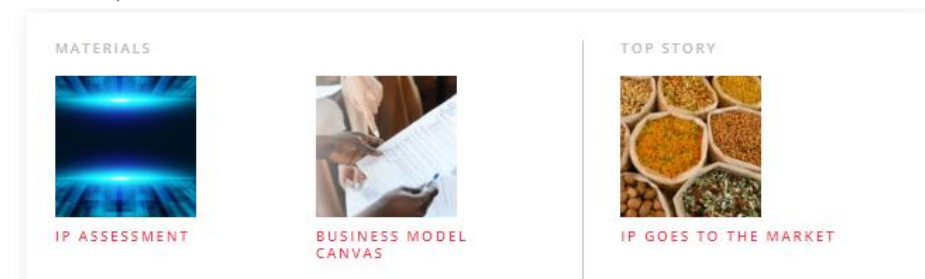 MATERIALS
TOP STORY
IP ASSESSMENT
BUSINESS MODEL
CANVAS
IP GOES TO THE MARKET